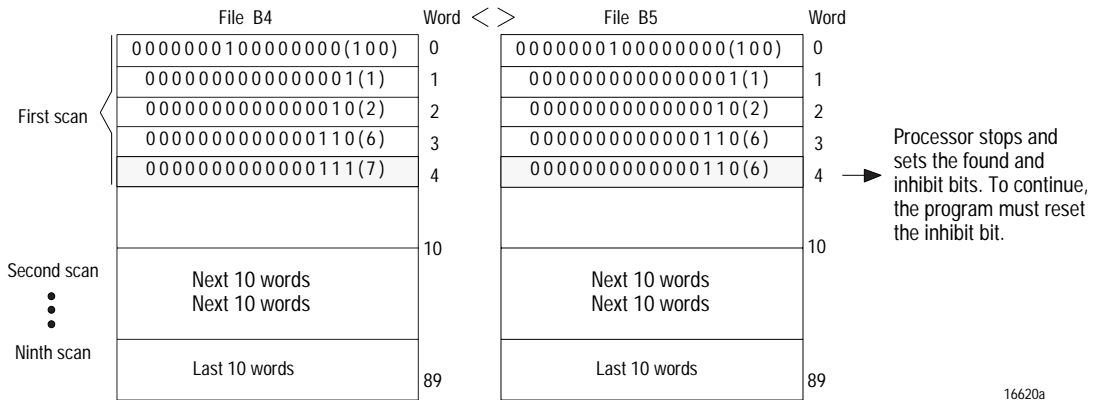 File B4 Word < > File B5 Word
0000000100000000(100) 0 0000000100000000(100) 0
0000000000000001(1) 1 0000000000000001(1) 1
0000000000000010(2) 2 0000000000000010(2) 2
First scan
0000000000000110(6) 3 0000000000000110(6) 3
0000000000000111(7) 4 0000000000000110(6) 4
Processor stops and
sets the found and
inhibit bits. To continue,
the program must reset
the inhibit bit.
10 10
Second scan
Next 10 words Next 10 words
Next 10 words Next 10 words
Ninth scan
Last 10 words Last 10 words
89 89
16620a